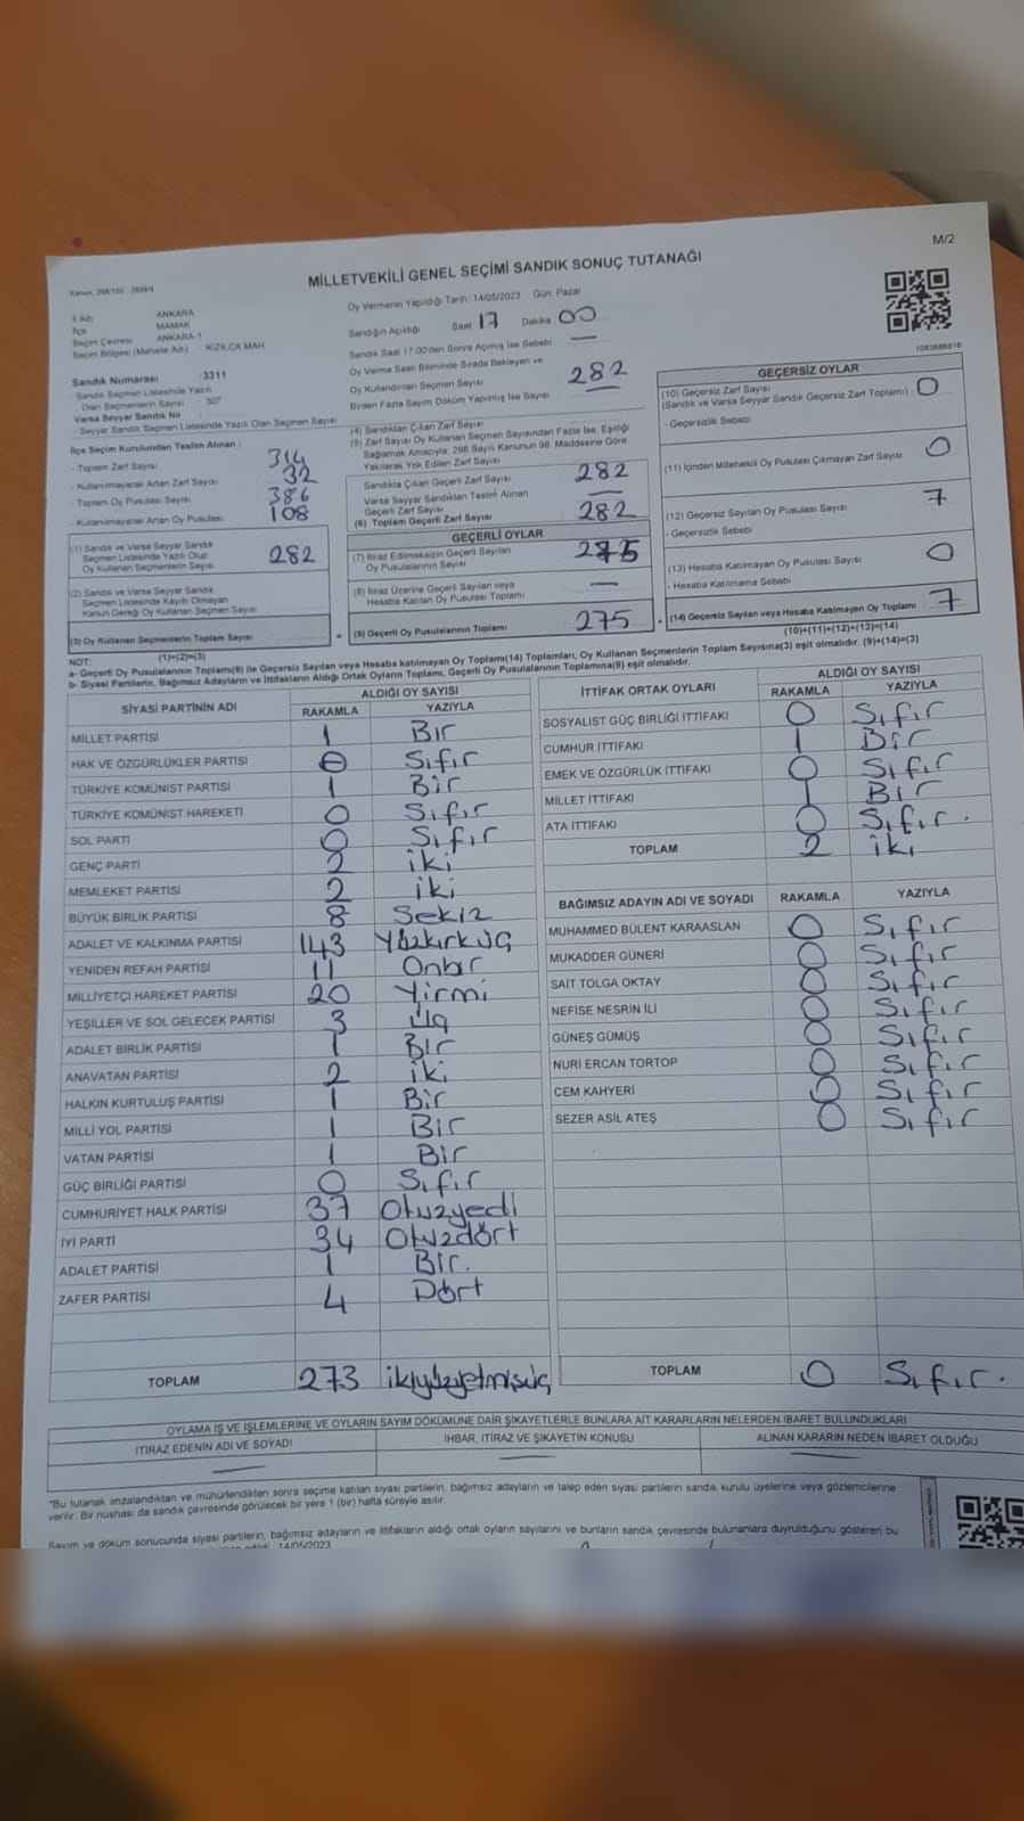 M/2
MİLLETVEKİLİ GENEL SEÇİMİ SANDIK SONUÇ TUTANAĞI
Oy Vermenin Yapıldığı Tarih: 14/05/2023 Gün: Pazar
ANKARA
İlçe MAMAK
Seçim Çevresi ANKARA-1
Seçim Bölgesi (Mahalle Adı) : KIZILCA MAH
Sandığın Açıldığı Saat 17 Dakika 00
Sandık Saat 17:00'den Sonra Açılmış İse Sebebi —
Sandık Numarası : 3311
Sandık Seçmen Listesinde Yazılı
Olan Seçmenlerin Sayısı : 307
Varsa Seyyar Sandık No
- Seyyar Sandık Seçmen Listesinde Yazılı Olan Seçmen Sayısı
Oy Verme Saati Bitiminde Sırada Bekleyen ve
Oy Kullandırılan Seçmen Sayısı 282
Birden Fazla Sayım Döküm Yapılmış İse Sayısı —
İlçe Seçim Kurulundan Teslim Alınan :
- Toplam Zarf Sayısı 314
- Kullanılmayarak Artan Zarf Sayısı 32
- Toplam Oy Pusulası Sayısı 386
- Kullanılmayarak Artan Oy Pusulası 108
(4) Sandıktan Çıkan Zarf Sayısı
(5) Zarf Sayısı Oy Kullanan Seçmen Sayısından Fazla İse, Eşitliği
Sağlamak Amacıyla; 298 Sayılı Kanunun 98. Maddesine Göre
Yakılarak Yok Edilen Zarf Sayısı
Sandıkta Çıkan Geçerli Zarf Sayısı 282
Varsa Seyyar Sandıktan Teslim Alınan
Geçerli Zarf Sayısı —
(6) Toplam Geçerli Zarf Sayısı 282
(1) Sandık ve Varsa Seyyar Sandık
Seçmen Listesinde Yazılı Olup
Oy Kullanan Seçmenlerin Sayısı 282
(2) Sandık ve Varsa Seyyar Sandık
Seçmen Listesinde Kayıtlı Olmayan
Kanun Gereği Oy Kullanan Seçmen Sayısı
(3) Oy Kullanan Seçmenlerin Toplam Sayısı
(1)+(2)=(3)
GEÇERLİ OYLAR
(7) İtiraz Edilmeksizin Geçerli Sayılan
Oy Pusulasının Sayısı 275
(8) İtiraz Üzerine Geçerli Sayılan veya
Hesaba Katılan Oy Pusulası Toplamı —
= (9) Geçerli Oy Pusulalarının Toplamı 275
GEÇERSİZ OYLAR
(10) Geçersiz Zarf Sayısı 0
(Sandık ve Varsa Seyyar Sandık Geçersiz Zarf Toplamı)
- Geçersizlik Sebebi
(11) İçinden Milletvekili Oy Pusulası Çıkmayan Zarf Sayısı 0
(12) Geçersiz Sayılan Oy Pusulası Sayısı 7
- Geçersizlik Sebebi
(13) Hesaba Katılmayan Oy Pusulası Sayısı 0
- Hesaba Katılmama Sebebi
+ (14) Geçersiz Sayılan veya Hesaba Katılmayan Oy Toplamı 7
(10)+(11)+(12)+(13)=(14)
NOT:
a- Geçerli Oy Pusulalarının Toplamı(9) ile Geçersiz Sayılan veya Hesaba katılmayan Oy Toplamı(14) Toplamları, Oy Kullanan Seçmenlerin Toplam Sayısına(3) eşit olmalıdır. (9)+(14)=(3)
b- Siyasi Partilerin, Bağımsız Adayların ve İttifakların Aldığı Ortak Oyların Toplamı, Geçerli Oy Pusulalarının Toplamına(9) eşit olmalıdır.
SİYASİ PARTİNİN ADI ALDIĞI OY SAYISI
RAKAMLA YAZIYLA
MİLLET PARTİSİ 1 Bir
HAK VE ÖZGÜRLÜKLER PARTİSİ 0 Sıfır
TÜRKİYE KOMÜNİST PARTİSİ 1 Bir
TÜRKİYE KOMÜNİST HAREKETİ 0 Sıfır
SOL PARTİ 0 Sıfır
GENÇ PARTİ 2 iki
MEMLEKET PARTİSİ 2 iki
BÜYÜK BİRLİK PARTİSİ 8 Sekiz
ADALET VE KALKINMA PARTİSİ 143 Yüzkırküç
YENİDEN REFAH PARTİSİ 11 Onbir
MİLLİYETÇİ HAREKET PARTİSİ 20 Yirmi
YEŞİLLER VE SOL GELECEK PARTİSİ 3 Üç
ADALET BİRLİK PARTİSİ 1 Bir
ANAVATAN PARTİSİ 2 iki
HALKIN KURTULUŞ PARTİSİ 1 Bir
MİLLİ YOL PARTİSİ 1 Bir
VATAN PARTİSİ 1 Bir
GÜÇ BİRLİĞİ PARTİSİ 0 Sıfır
CUMHURİYET HALK PARTİSİ 37 Otuzyedi
İYİ PARTİ 34 Otuzdört
ADALET PARTİSİ 1 Bir.
ZAFER PARTİSİ 4 Dört
TOPLAM 273 ikiyüzyetmişüç
İTTİFAK ORTAK OYLARI ALDIĞI OY SAYISI
RAKAMLA YAZIYLA
SOSYALİST GÜÇ BİRLİĞİ İTTİFAKI 0 Sıfır
CUMHUR İTTİFAKI 1 Bir
EMEK VE ÖZGÜRLÜK İTTİFAKI 0 Sıfır
MİLLET İTTİFAKI 1 Bir
ATA İTTİFAKI 0 Sıfır.
TOPLAM 2 iki
BAĞIMSIZ ADAYIN ADI VE SOYADI RAKAMLA YAZIYLA
MUHAMMED BÜLENT KARAASLAN 0 Sıfır
MUKADDER GÜNERİ 0 Sıfır
SAİT TOLGA OKTAY 0 Sıfır
NEFİSE NESRİN İLİ 0 Sıfır
GÜNEŞ GÜMÜŞ 0 Sıfır
NURİ ERCAN TORTOP 0 Sıfır
CEM KAHYERİ 0 Sıfır
SEZER ASİL ATEŞ 0 Sıfır
TOPLAM 0 Sıfır.
OYLAMA İŞ VE İŞLEMLERİNE VE OYLARIN SAYIM DÖKÜMÜNE DAİR ŞİKAYETLERLE BUNLARA AİT KARARLARIN NELERDEN İBARET BULUNDUKLARI
İTİRAZ EDENİN ADI VE SOYADI İHBAR, İTİRAZ VE ŞİKAYETİN KONUSU ALINAN KARARIN NEDEN İBARET OLDUĞU
— — —
"Bu tutanak imzalandıktan ve mühürlendikten sonra seçime katılan siyasi partilerin, bağımsız adayların ve talep eden siyasi partilerin sandık kurulu üyelerine veya gözlemcilerine
verilir. Bir nüshası da sandık çevresinde görülecek bir yere 1 (bir) hafta süreyle asılır.
Sayım ve döküm sonucunda siyasi partilerin, bağımsız adayların ve ittifakların aldığı ortak oyların sayılarını ve bunların sandık çevresinde bulunanlara duyrulduğunu gösteren bu
14/05/2023